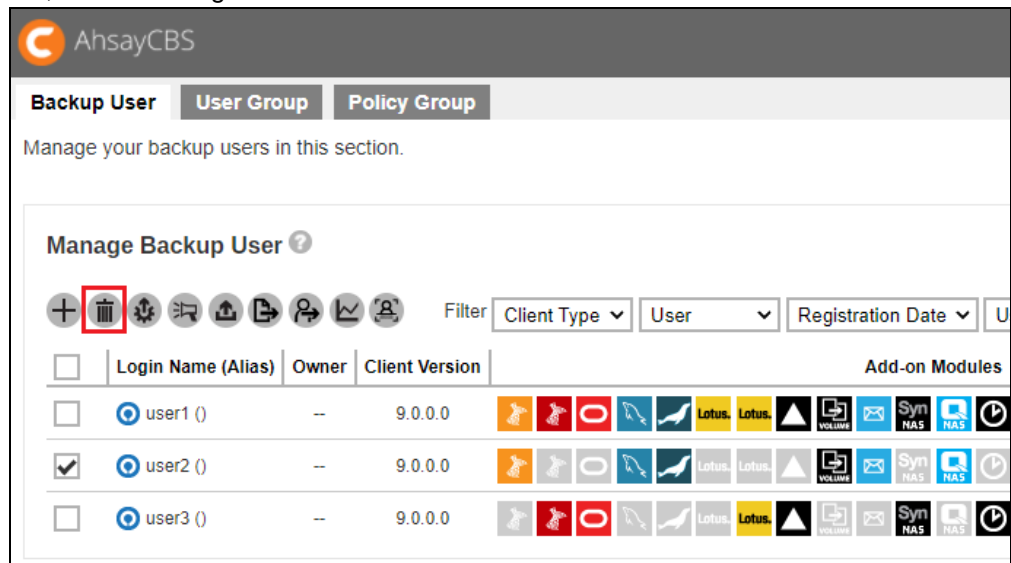 AhsayCBS
Backup User User Group Policy Group
Manage your backup users in this section.
Manage Backup User ?
Filter Client Type User Registration Date U
Login Name (Alias) Owner Client Version Add-on Modules
user1 () -- 9.0.0.0 Lotus. Lotus. VOLUME Syn NAS NAS
user2 () -- 9.0.0.0 Lotus. Lotus. VOLUME Syn NAS NAS
user3 () -- 9.0.0.0 Lotus. Lotus. VOLUME Syn NAS NAS